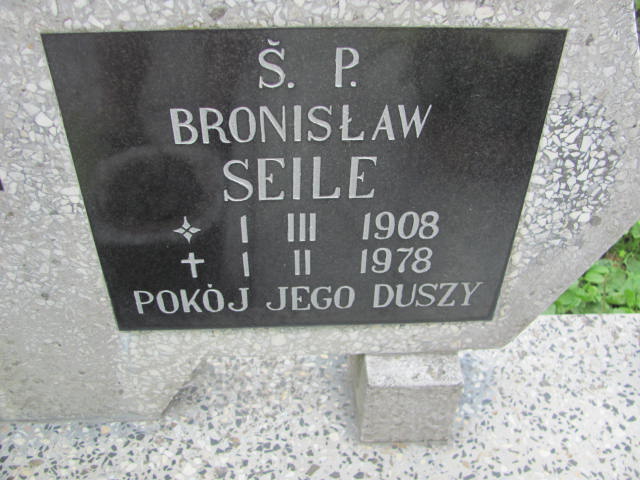 Š. P.
BRONISŁAW
SEILE
✧ 1 III 1908
✝ 1 II 1978
POKÓJ JEGO DUSZY